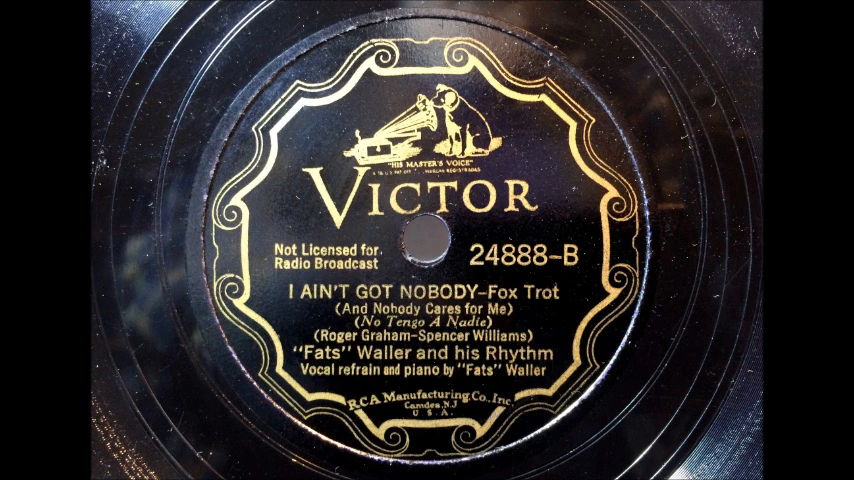 "HIS MASTER'S VOICE"
VICTOR
Not Licensed for
Radio Broadcast
24888-B
I AIN'T GOT NOBODY-Fox Trot
(And Nobody Cares for Me)
(No Tengo A Nadie)
(Roger Graham-Spencer Williams)
"Fats" Waller and his Rhythm
Vocal refrain and piano by "Fats" Waller
RCA Manufacturing Co. Inc.
Camden, N.J.
U.S.A.